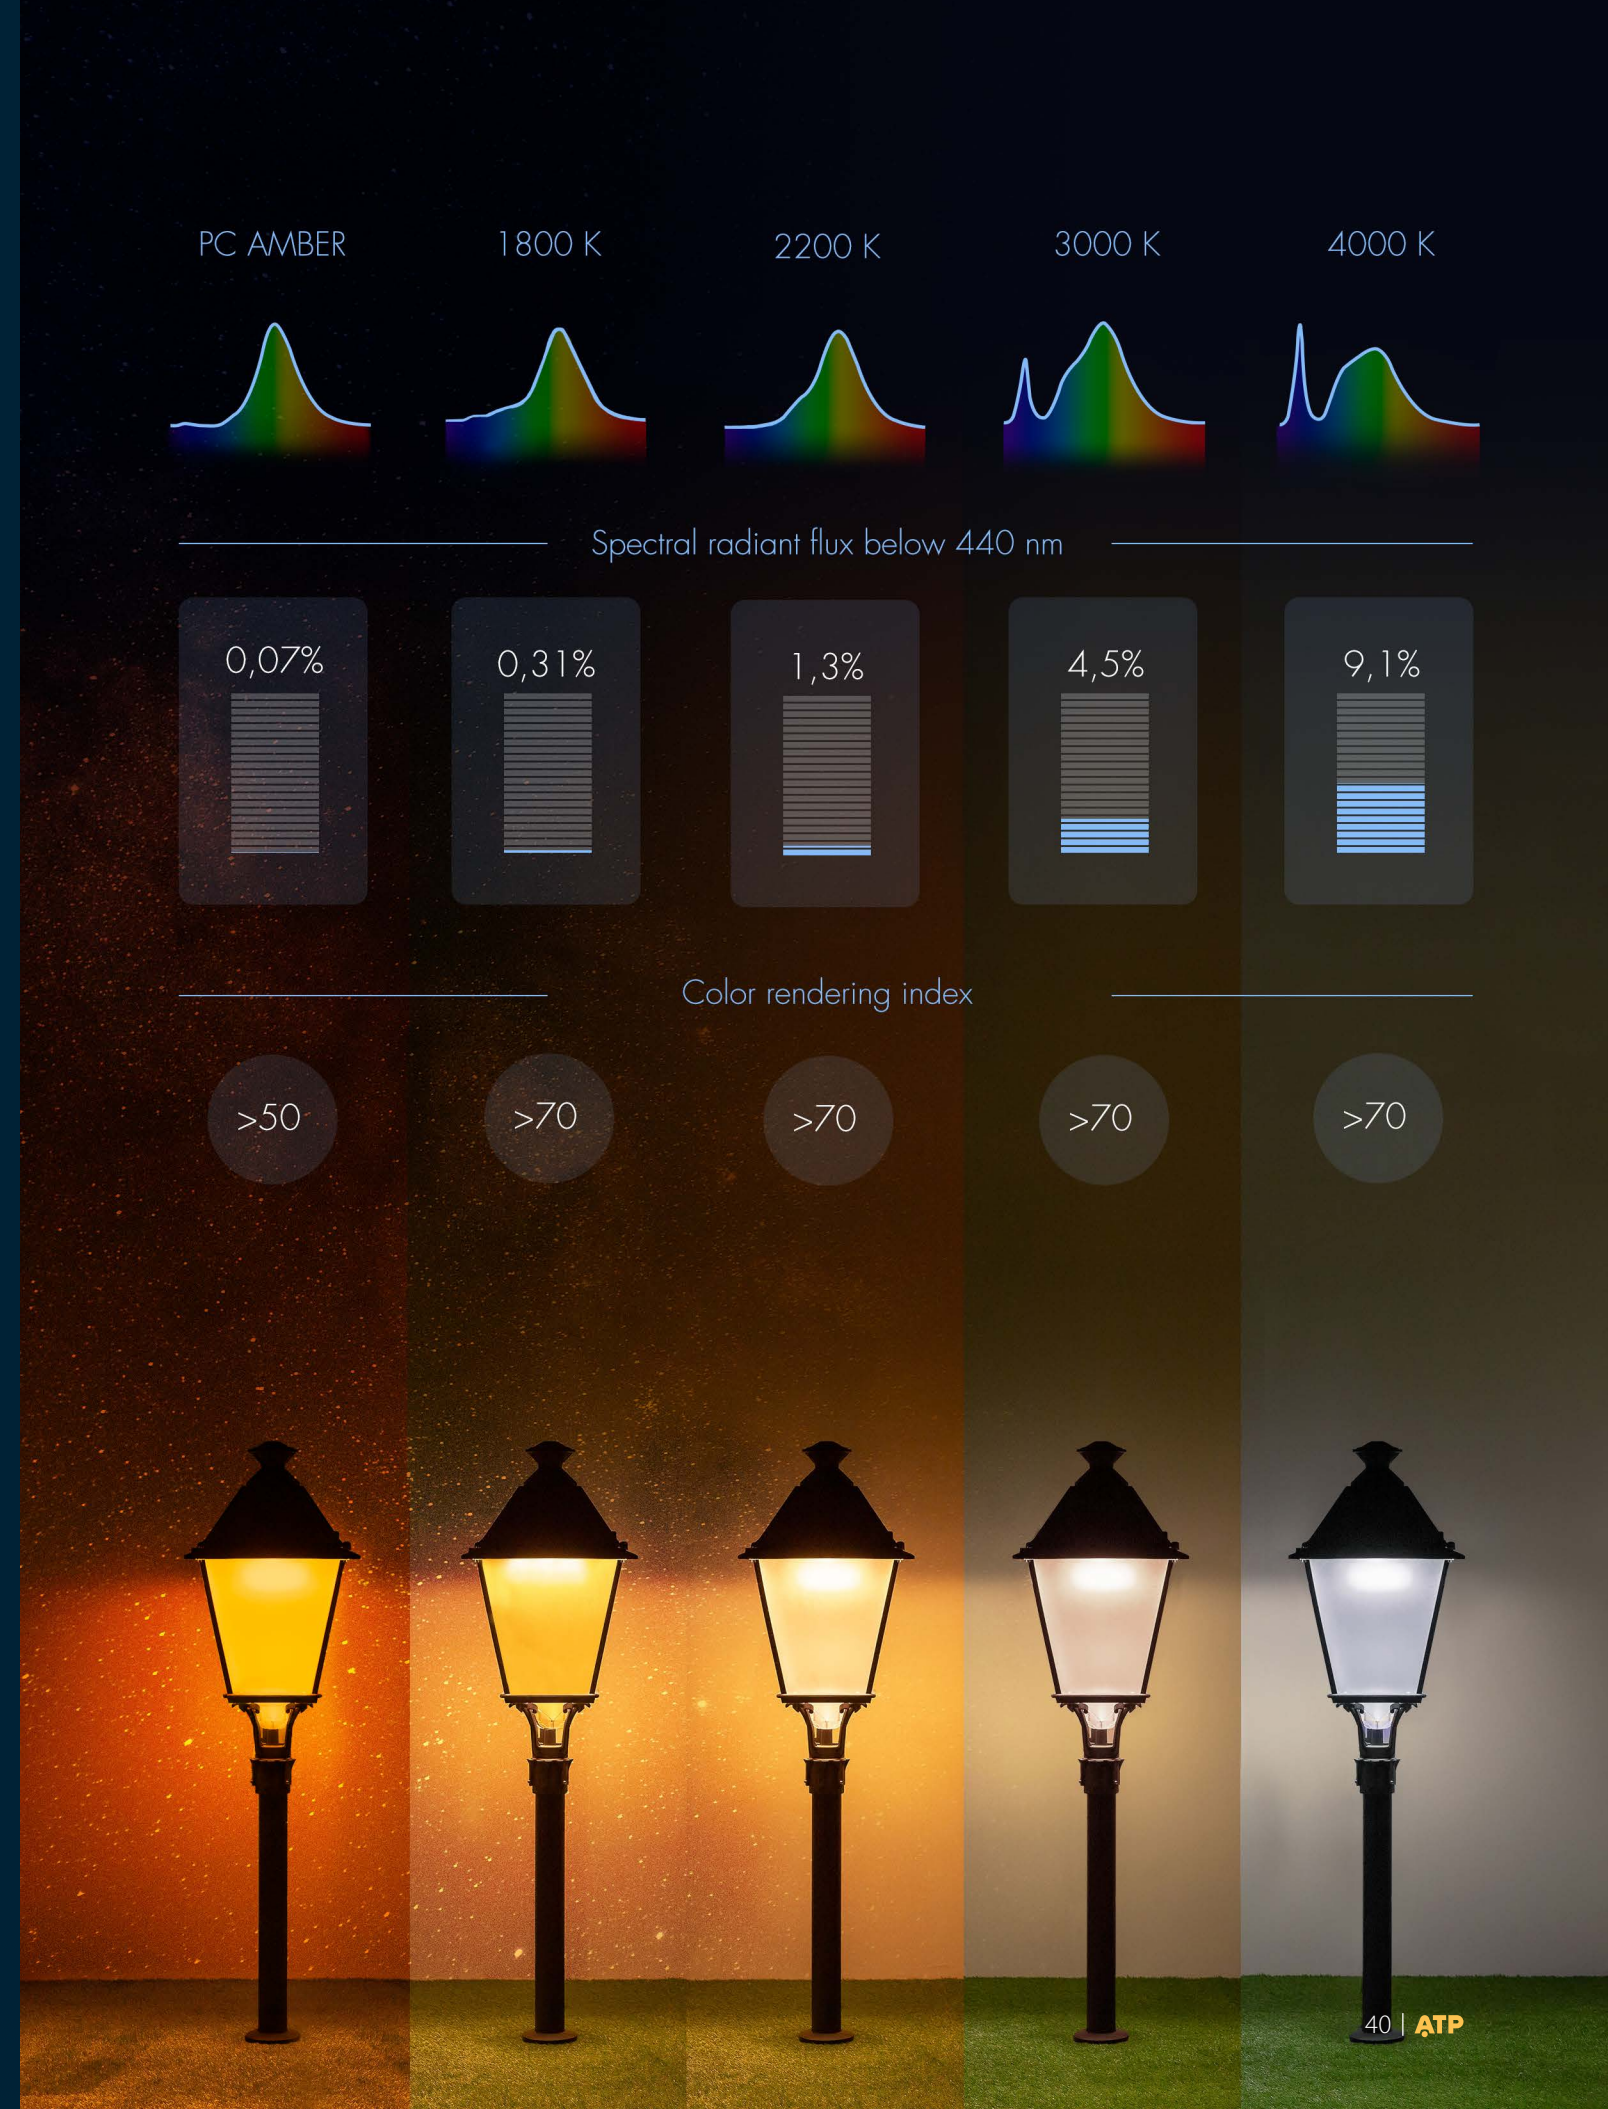 PC AMBER 1800 K 2200 K 3000 K 4000 K
Spectral radiant flux below 440 nm
0,07% 0,31% 1,3% 4,5% 9,1%
Color rendering index
>50 >70 >70 >70 >70
40 | ATP